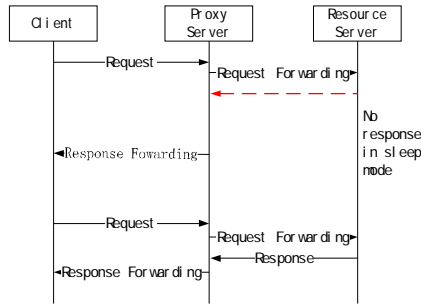 Client
Proxy
Server
Resource
Server
Request
Request Forwarding
No
response
in sleep
mode
Response Fowarding
Request
Request Forwarding
Response
Response Forwarding